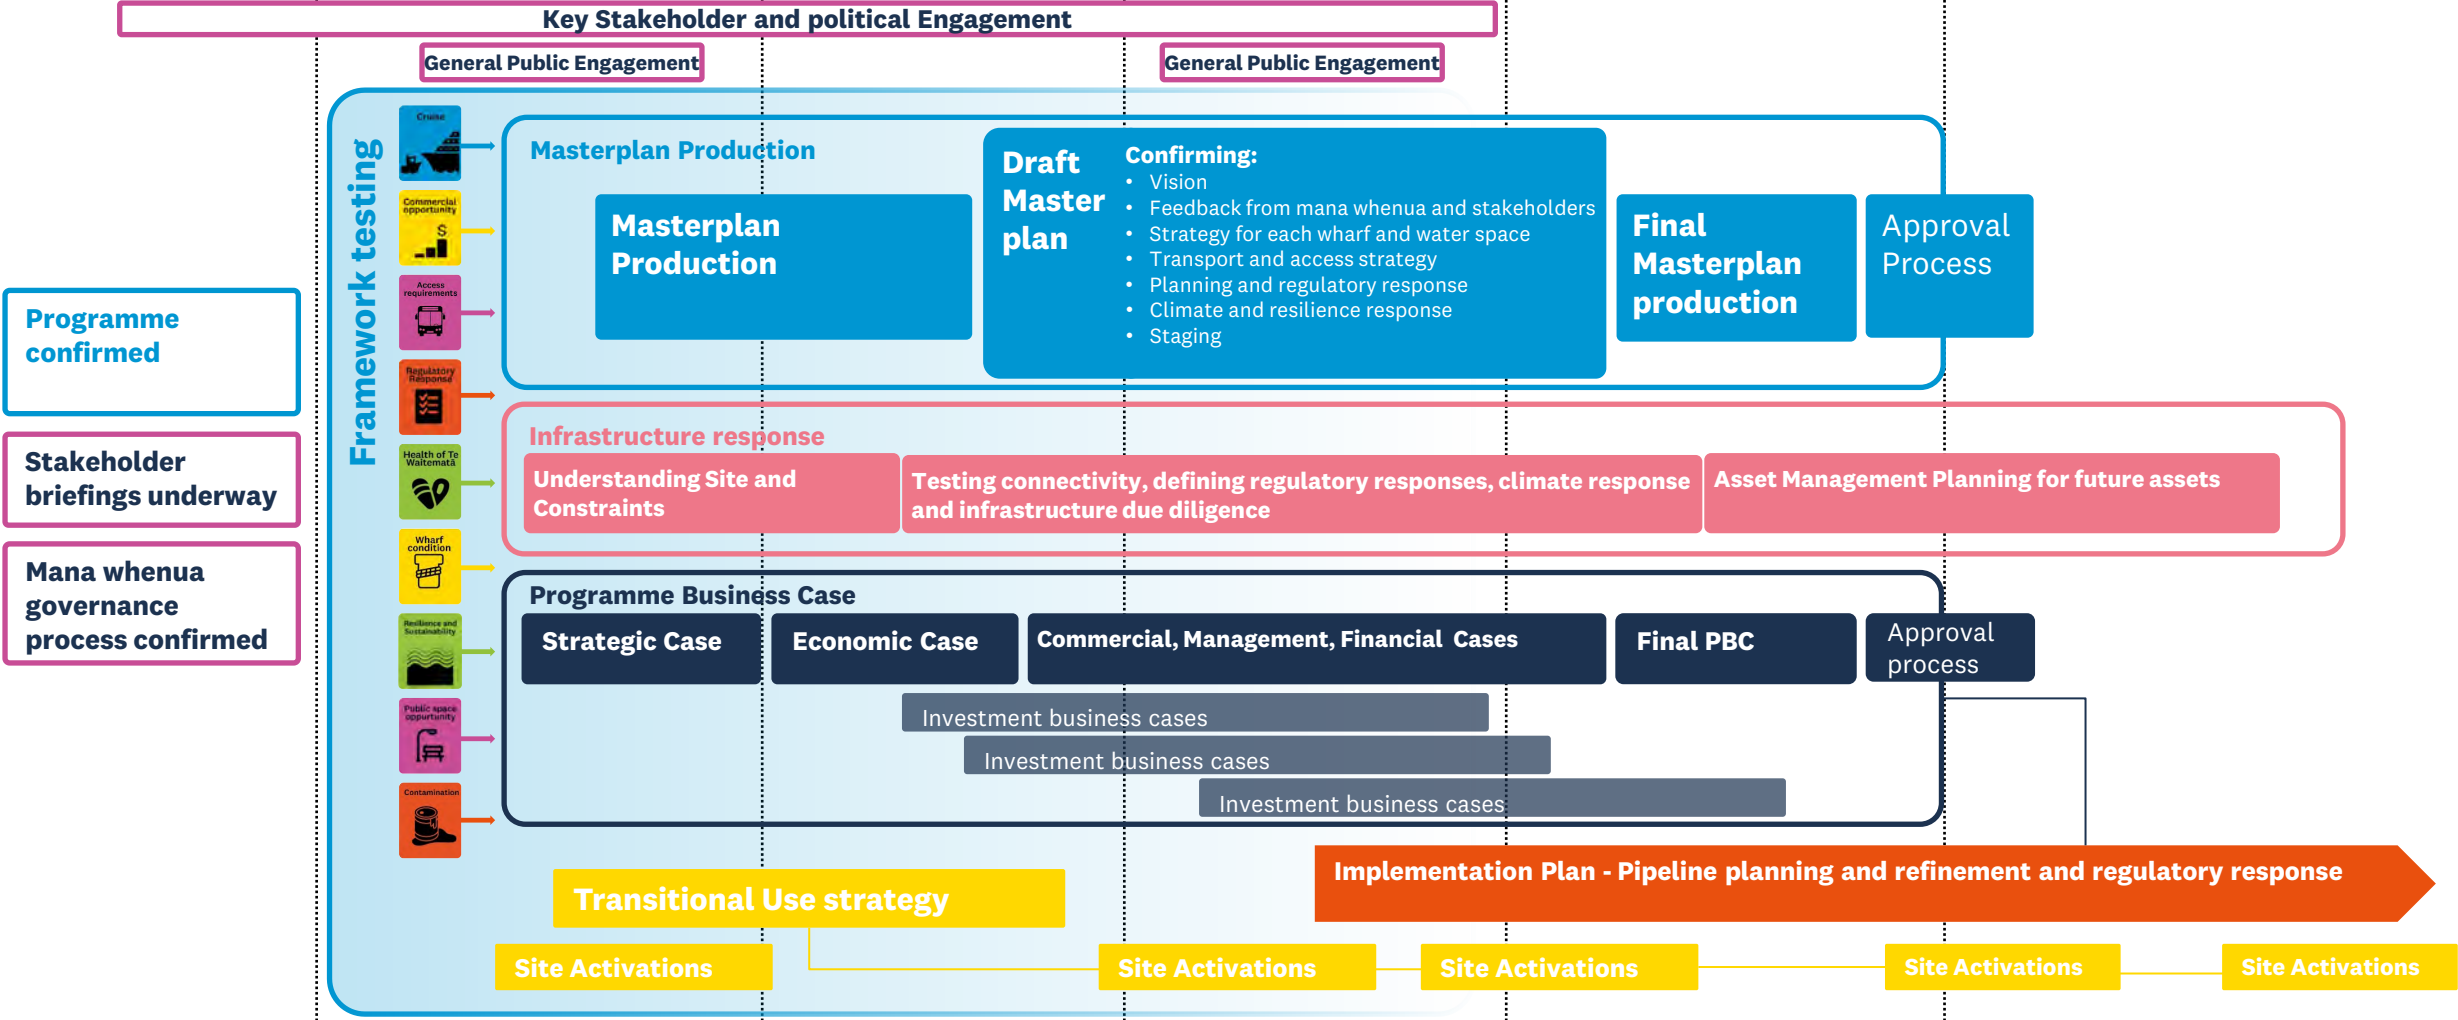 Key Stakeholder and political Engagement
General Public Engagement
General Public Engagement
Programme
confirmed
Stakeholder
briefings underway
Mana whenua
governance
process confirmed
Framework testing
Cruise
Commercial
opportunity
$
Access
requirements
Regulatory
Response
Health of Te
Waitematā
Wharf
condition
Resilience and
Sustainability
Public space
opportunity
Contamination
Masterplan Production
Masterplan
Production
Draft
Master
plan
Confirming:
• Vision
• Feedback from mana whenua and stakeholders
• Strategy for each wharf and water space
• Transport and access strategy
• Planning and regulatory response
• Climate and resilience response
• Staging
Final
Masterplan
production
Approval
Process
Infrastructure response
Understanding Site and
Constraints
Testing connectivity, defining regulatory responses, climate response
and infrastructure due diligence
Asset Management Planning for future assets
Programme Business Case
Strategic Case
Economic Case
Commercial, Management, Financial Cases
Final PBC
Approval
process
Investment business cases
Investment business cases
Investment business cases
Implementation Plan - Pipeline planning and refinement and regulatory response
Transitional Use strategy
Site Activations
Site Activations
Site Activations
Site Activations
Site Activations